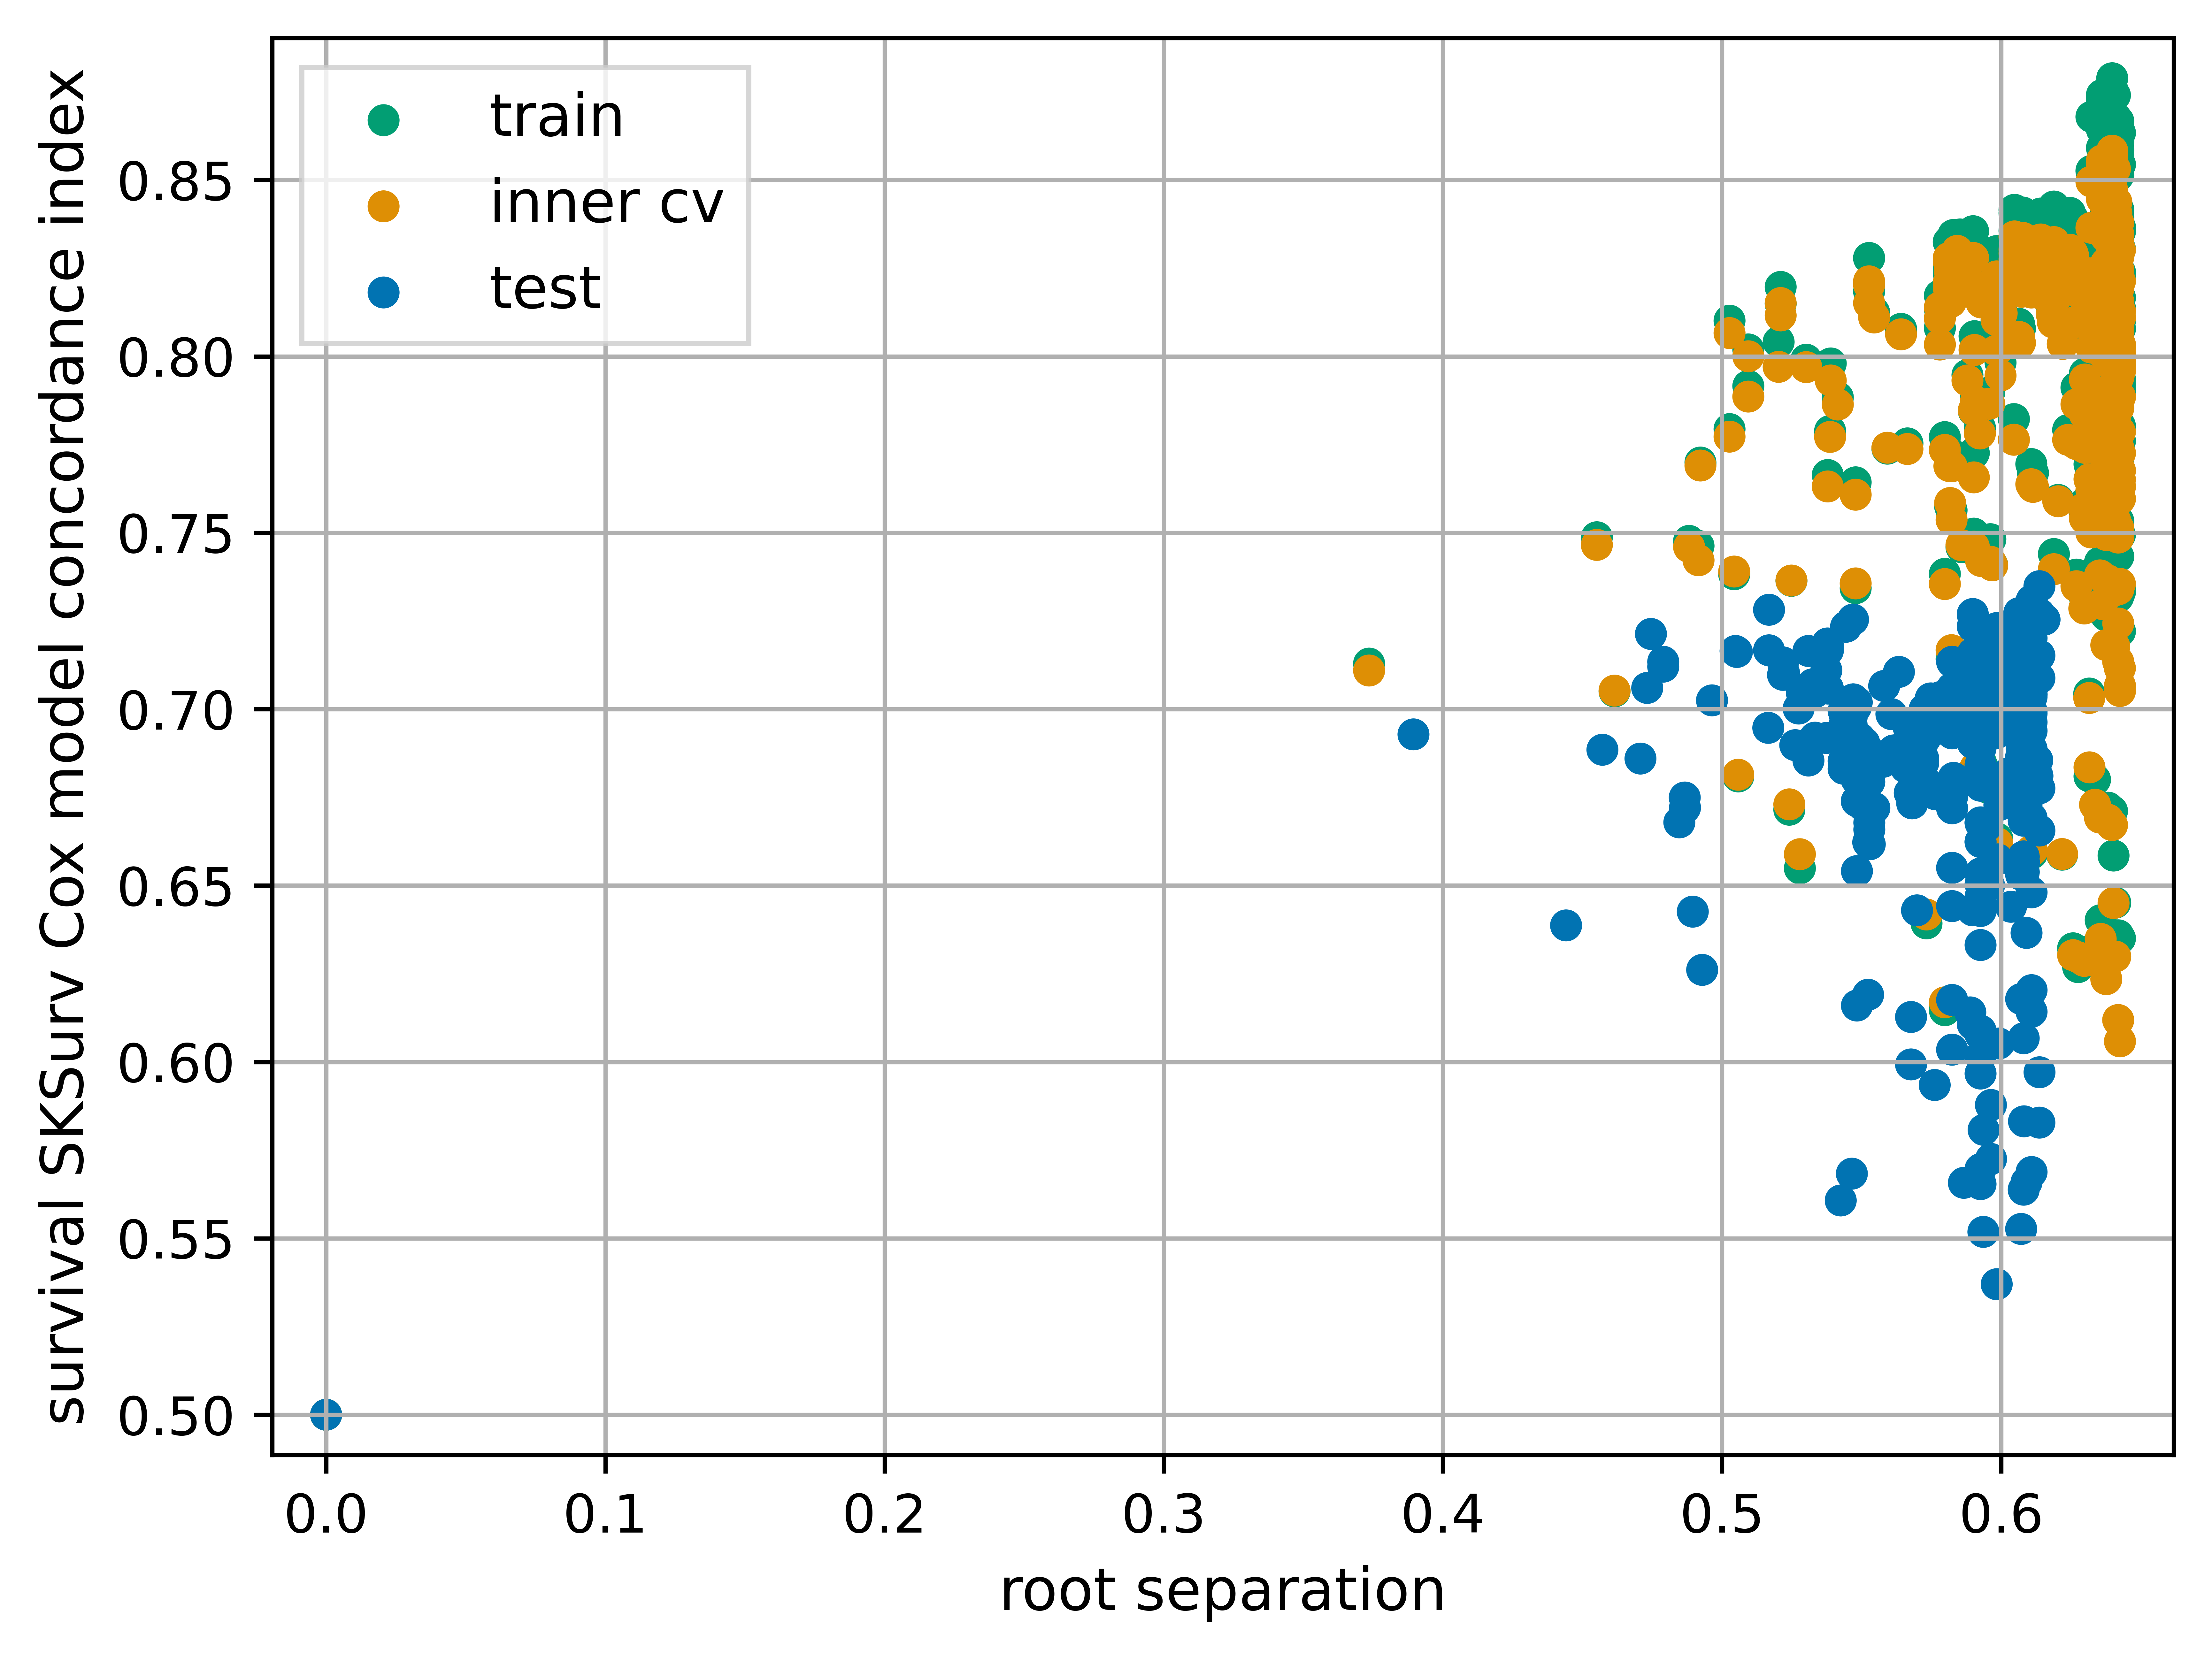 train
inner cv
test
survival SKSurv Cox model concordance index
0.85
0.80
0.75
0.70
0.65
0.60
0.55
0.50
0.0 0.1 0.2 0.3 0.4 0.5 0.6
root separation